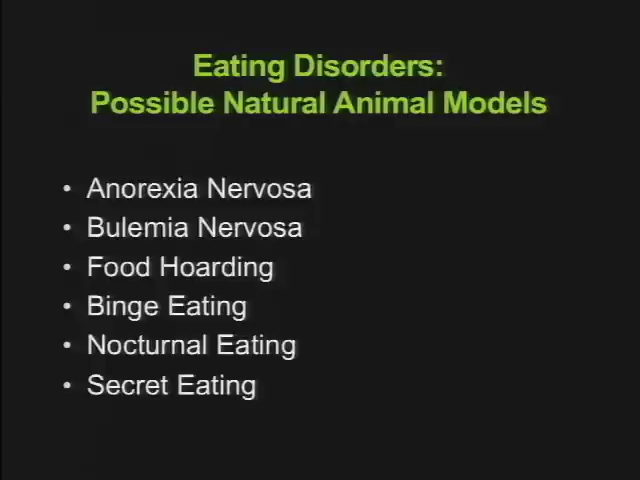 Eating Disorders:
Possible Natural Animal Models
• Anorexia Nervosa
• Bulemia Nervosa
• Food Hoarding
• Binge Eating
• Nocturnal Eating
• Secret Eating